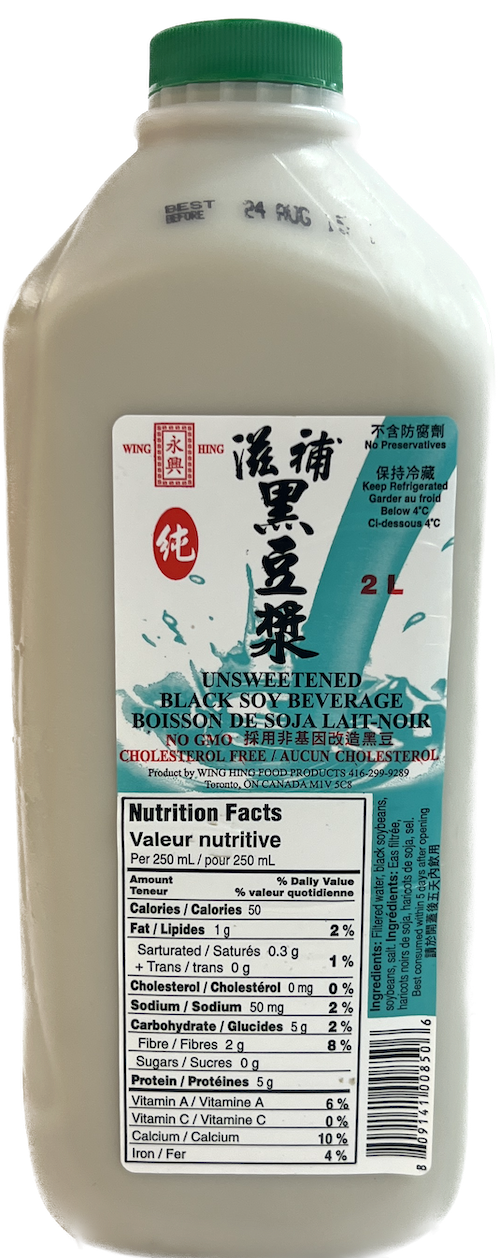 BEST
BEFORE
24 AUG 15
WING 永興 HING
滋補
黑豆漿
純
不含防腐劑
No Preservatives
保持冷藏
Keep Refrigerated
Garder au froid
Below 4°C
Ci-dessous 4°C
2 L
UNSWEETENED
BLACK SOY BEVERAGE
BOISSON DE SOJA LAIT-NOIR
NO GMO 採用非基因改造黑豆
CHOLESTEROL FREE / AUCUN CHOLESTEROL
Product by WING HING FOOD PRODUCTS 416-299-9289
Toronto, ON CANADA M1V 5C8
Nutrition Facts
Valeur nutritive
Per 250 mL / pour 250 mL
Amount % Daily Value
Teneur % valeur quotidienne
Calories / Calories 50
Fat / Lipides 1 g 2 %
Sarturated / Saturés 0.3 g
+ Trans / trans 0 g 1 %
Cholesterol / Cholestérol 0 mg 0 %
Sodium / Sodium 50 mg 2 %
Carbohydrate / Glucides 5 g 2 %
Fibre / Fibres 2 g 8 %
Sugars / Sucres 0 g
Protein / Protéines 5 g
Vitamin A / Vitamine A 6 %
Vitamin C / Vitamine C 0 %
Calcium / Calcium 10 %
Iron / Fer 4 %
Ingredients: Filtered water, black soybeans,
soybeans, salt. Ingrédients: Eas filtrée,
haricots noirs de soja, haricots de soja, sel.
Best consumed within 5 days after opening
請於開蓋後五天內飲用
8 09141 00850 6